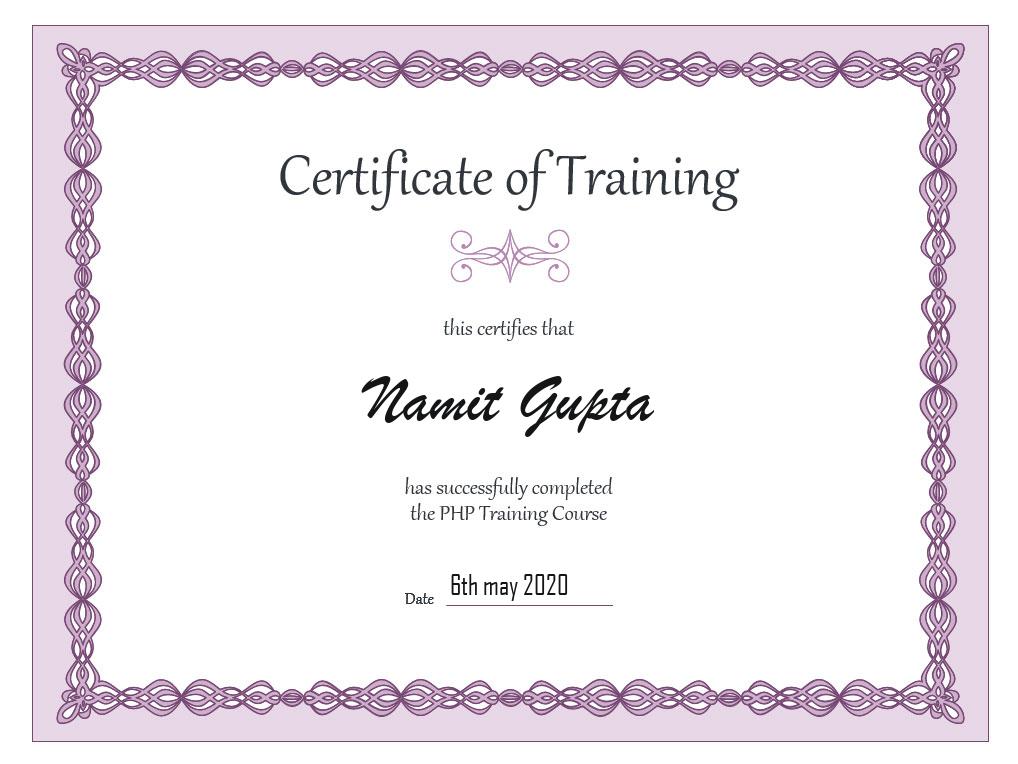 Certificate of Training
this certifies that
Namit Gupta
has successfully completed
the PHP Training Course
Date 6th may 2020